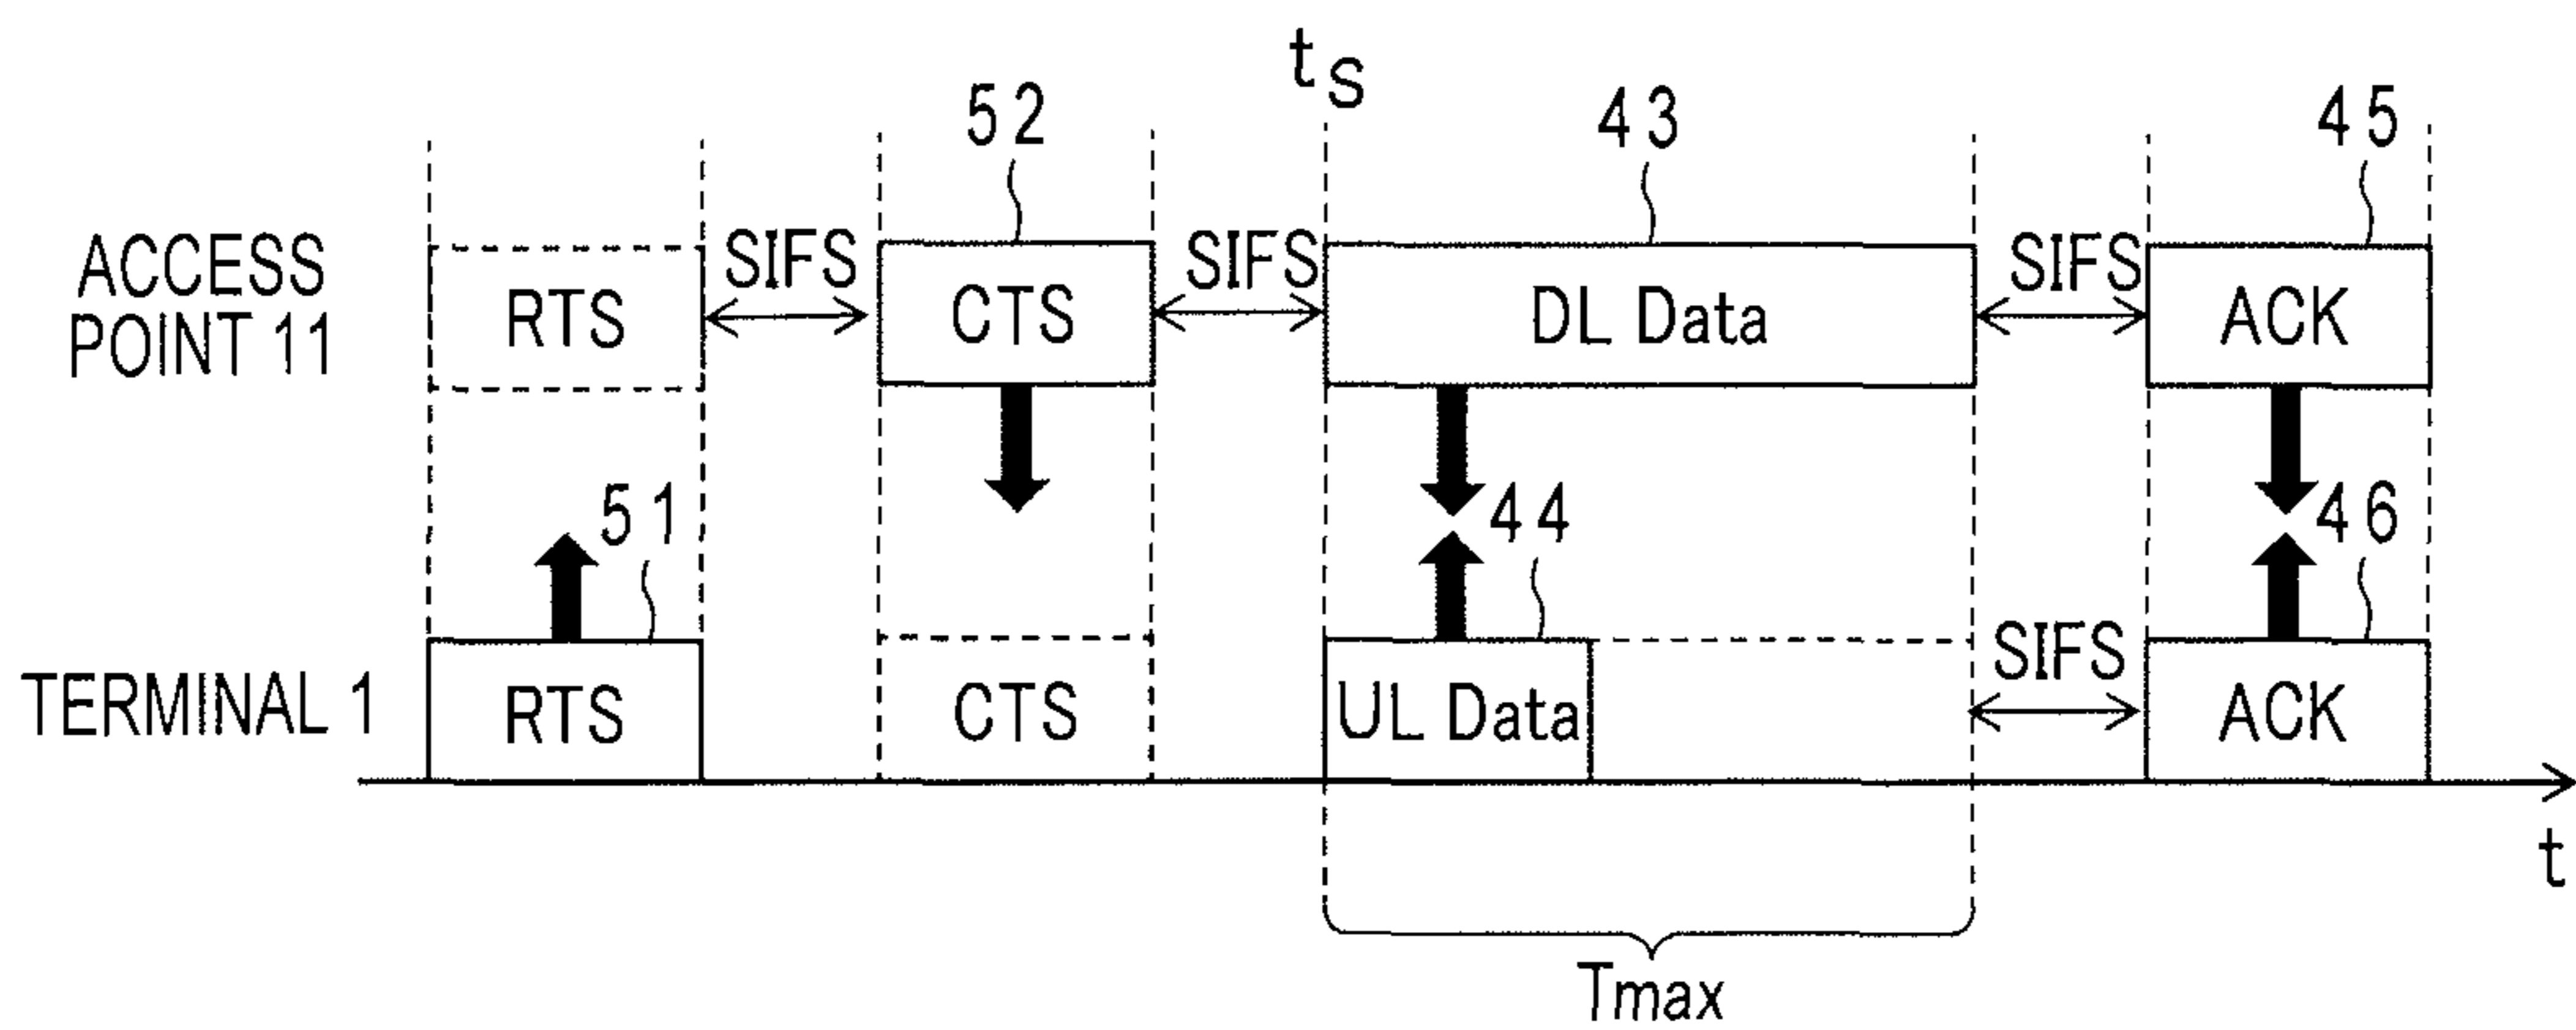 tS
52
43
45
ACCESS
POINT 11
RTS
SIFS
CTS
SIFS
DL Data
SIFS
ACK
51
44
46
TERMINAL 1
RTS
CTS
UL Data
SIFS
ACK
t
Tmax